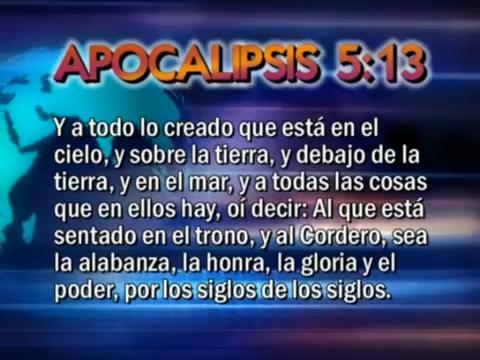 APOCALIPSIS 5:13
Y a todo lo creado que está en el
cielo, y sobre la tierra, y debajo de la
tierra, y en el mar, y a todas las cosas
que en ellos hay, oí decir: Al que está
sentado en el trono, y al Cordero, sea
la alabanza, la honra, la gloria y el
poder, por los siglos de los siglos.